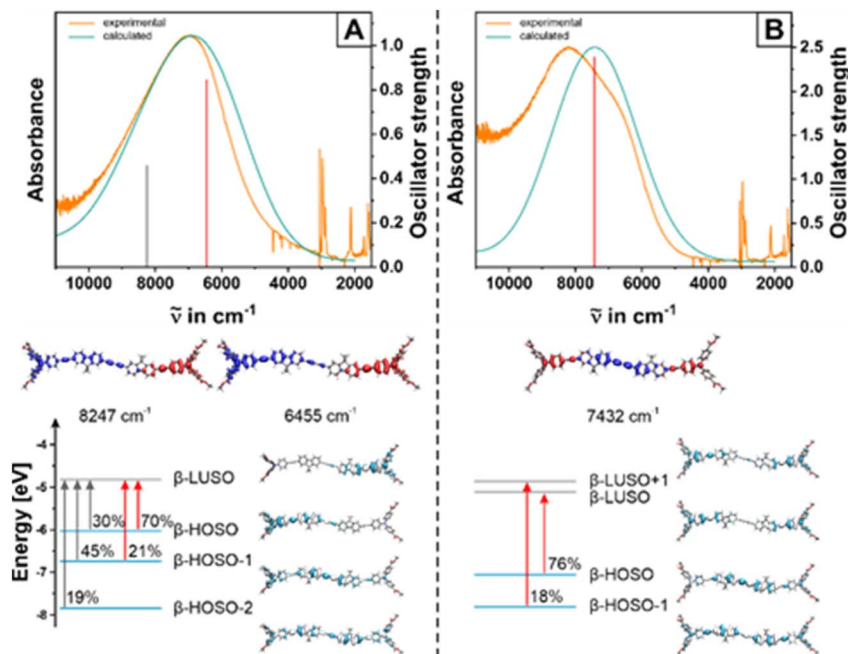 experimental
calculated
A
Absorbance
1.0
0.8
0.6
0.4
0.2
0.0
Oscillator strength
10000 8000 6000 4000 2000
ṽ in cm⁻¹
experimental
calculated
B
Absorbance
2.5
2.0
1.5
1.0
0.5
0.0
Oscillator strength
10000 8000 6000 4000 2000
ṽ in cm⁻¹
8247 cm⁻¹ 6455 cm⁻¹
Energy [eV]
-4
-5
-6
-7
-8
β-LUSO
30% 70%
β-HOSO
45% 21%
β-HOSO-1
19%
β-HOSO-2
7432 cm⁻¹
β-LUSO+1
β-LUSO
76%
β-HOSO
18%
β-HOSO-1